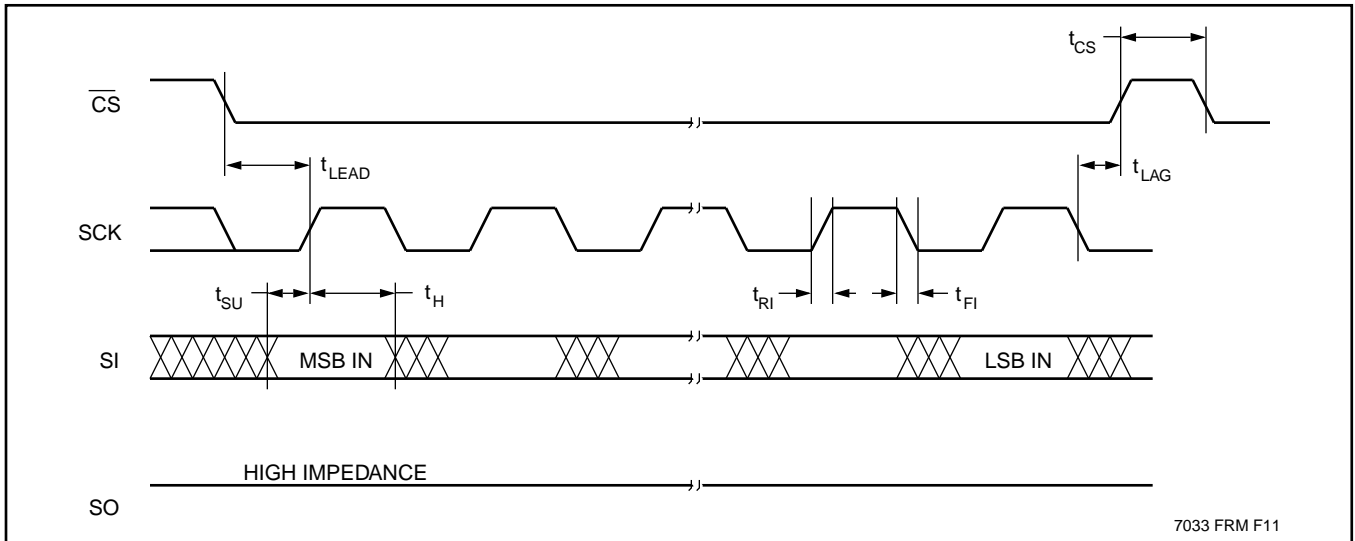 tCS
CS
tLEAD
tLAG
SCK
tSU
tH
tRI
tFI
SI
MSB IN
LSB IN
HIGH IMPEDANCE
SO
7033 FRM F11